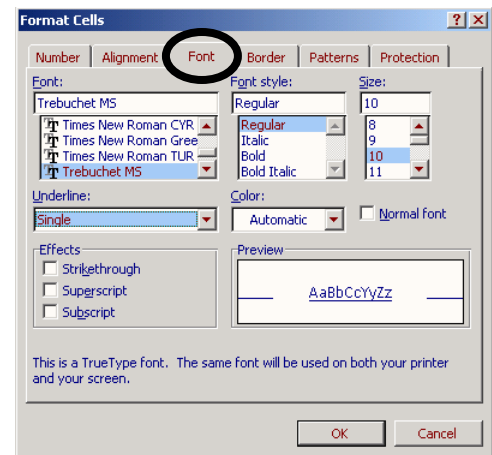 Format Cells ? X
Number Alignment Font Border Patterns Protection
Font: Font style: Size:
Trebuchet MS Regular 10
Times New Roman CYR Regular 8
Times New Roman Gree Italic 9
Times New Roman TUR Bold 10
Trebuchet MS Bold Italic 11
Underline: Color:
Single Automatic Normal font
Effects Preview
Strikethrough
Superscript AaBbCcYyZz
Subscript
This is a TrueType font. The same font will be used on both your printer
and your screen.
OK Cancel